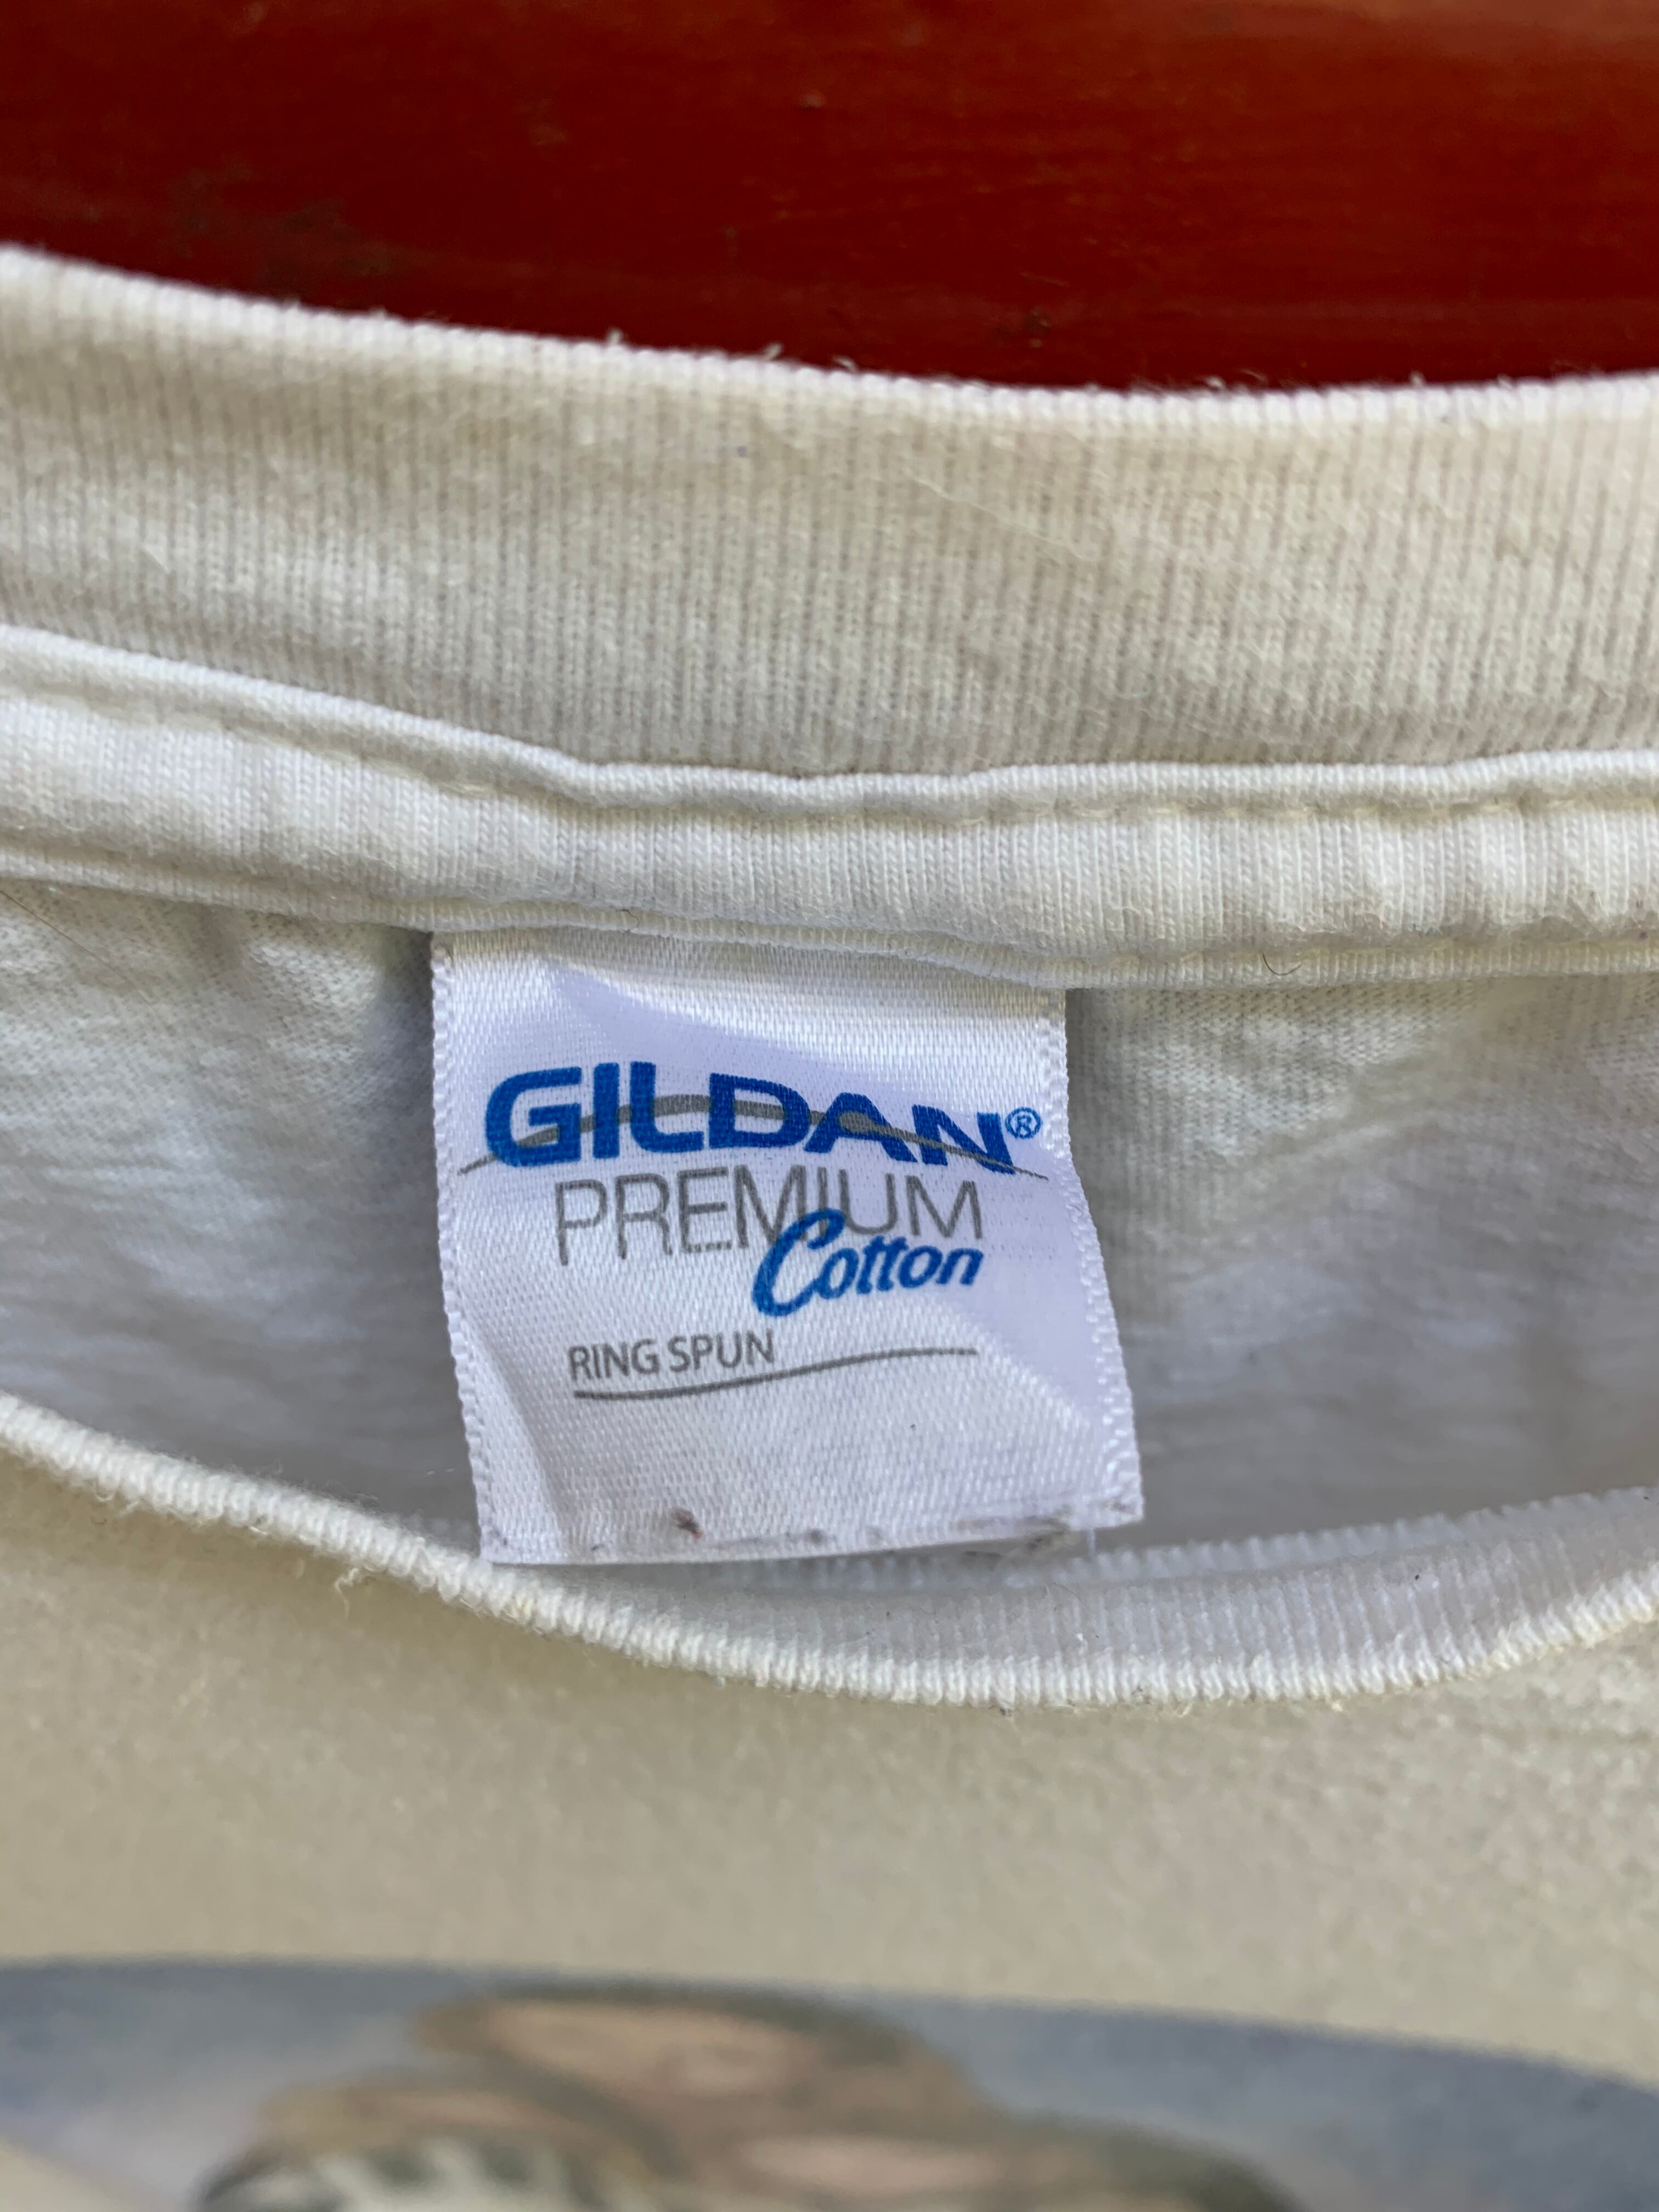 GILDAN®
PREMIUM
Cotton
RING SPUN